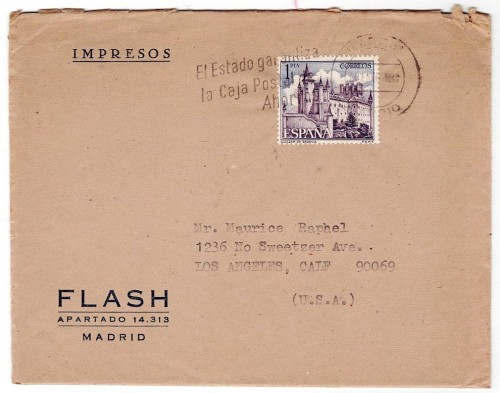 IMPRESOS
El Estado garantiza
la Caja Pos
Ahor
1 PTA
CORREOS
ESPAÑA
Mr. Maurice Raphel
1236 No Sweetzer Ave.
LOS ANGELES, CALF 90069
(U.S.A.)
FLASH
APARTADO 14.313
MADRID